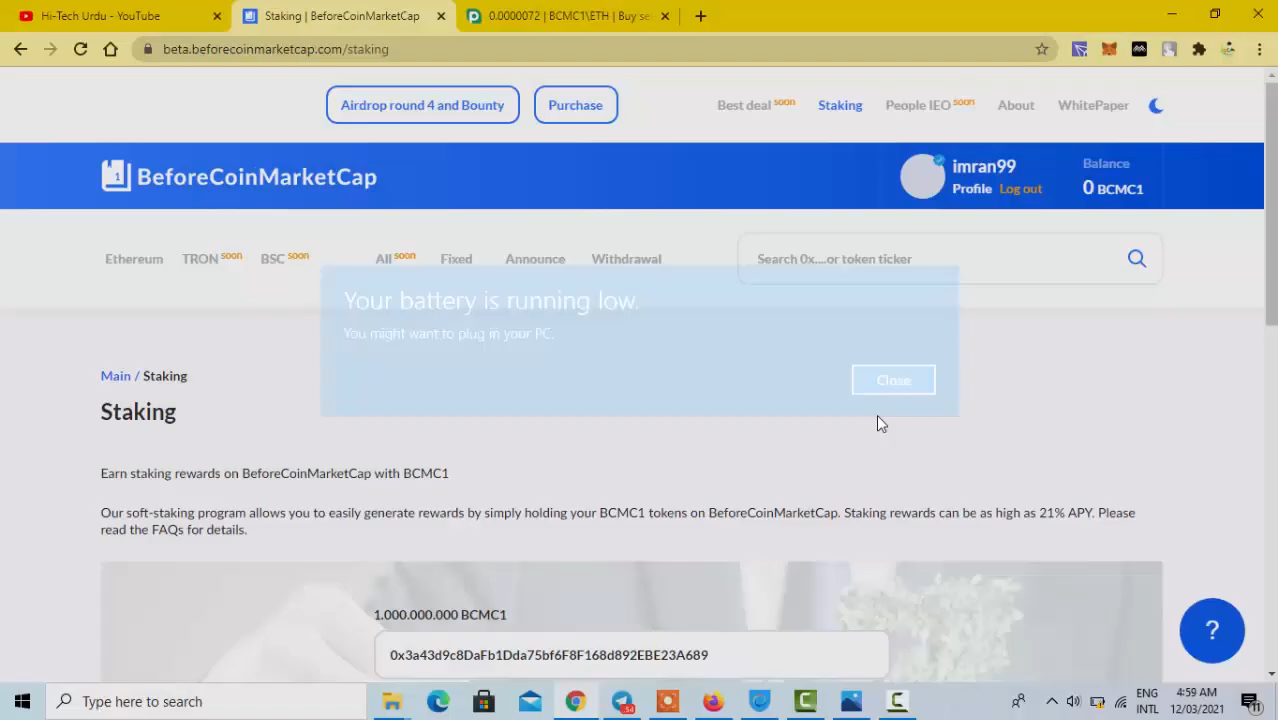 Hi-Tech Urdu - YouTube
Staking | BeforeCoinMarketCap
0.0000072 | BCMC1\ETH | Buy se
beta.beforecoinmarketcap.com/staking
Airdrop round 4 and Bounty
Purchase
Best deal soon
Staking
People IEO soon
About
WhitePaper
1 BeforeCoinMarketCap
imran99
Profile Log out
Balance
0 BCMC1
Ethereum
TRON soon
BSC soon
All soon
Fixed
Announce
Withdrawal
Search 0x....or token ticker
Your battery is running low.
You might want to plug in your PC.
Close
Main / Staking
Staking
Earn staking rewards on BeforeCoinMarketCap with BCMC1
Our soft-staking program allows you to easily generate rewards by simply holding your BCMC1 tokens on BeforeCoinMarketCap. Staking rewards can be as high as 21% APY. Please
read the FAQs for details.
1.000.000.000 BCMC1
0x3a43d9c8DaFb1Dda75bf6F8F168d892EBE23A689
?
Type here to search
54
ENG
INTL
4:59 AM
12/03/2021